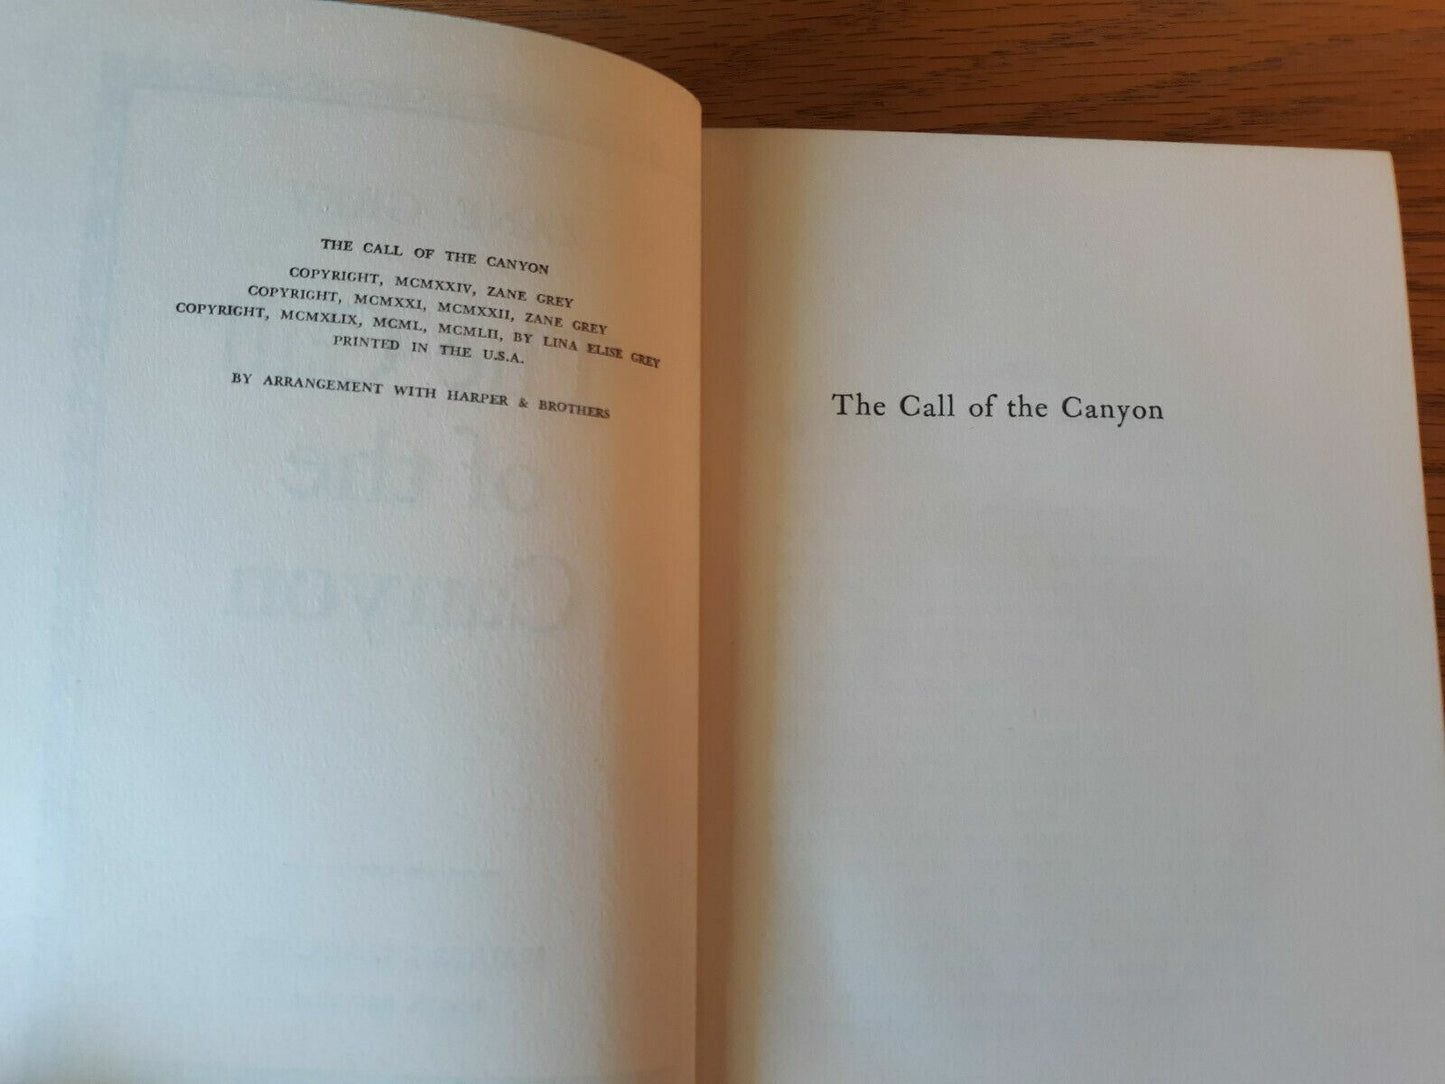 THE CALL OF THE CANYON
COPYRIGHT, MCMXXIV, ZANE GREY
COPYRIGHT, MCMXXI, MCMXXII, ZANE GREY
COPYRIGHT, MCMXLIX, MCML, MCMLII, BY LINA ELISE GREY
PRINTED IN THE U.S.A.
BY ARRANGEMENT WITH HARPER & BROTHERS
The Call of the Canyon